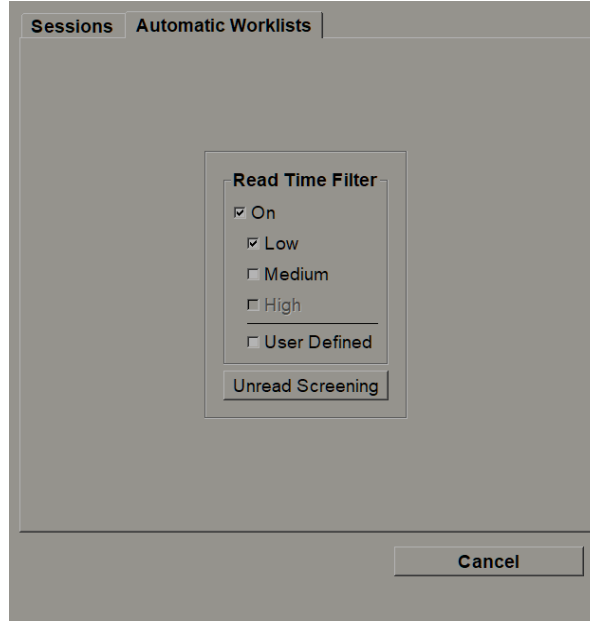 Sessions Automatic Worklists
Read Time Filter
On
Low
Medium
High
User Defined
Unread Screening
Cancel